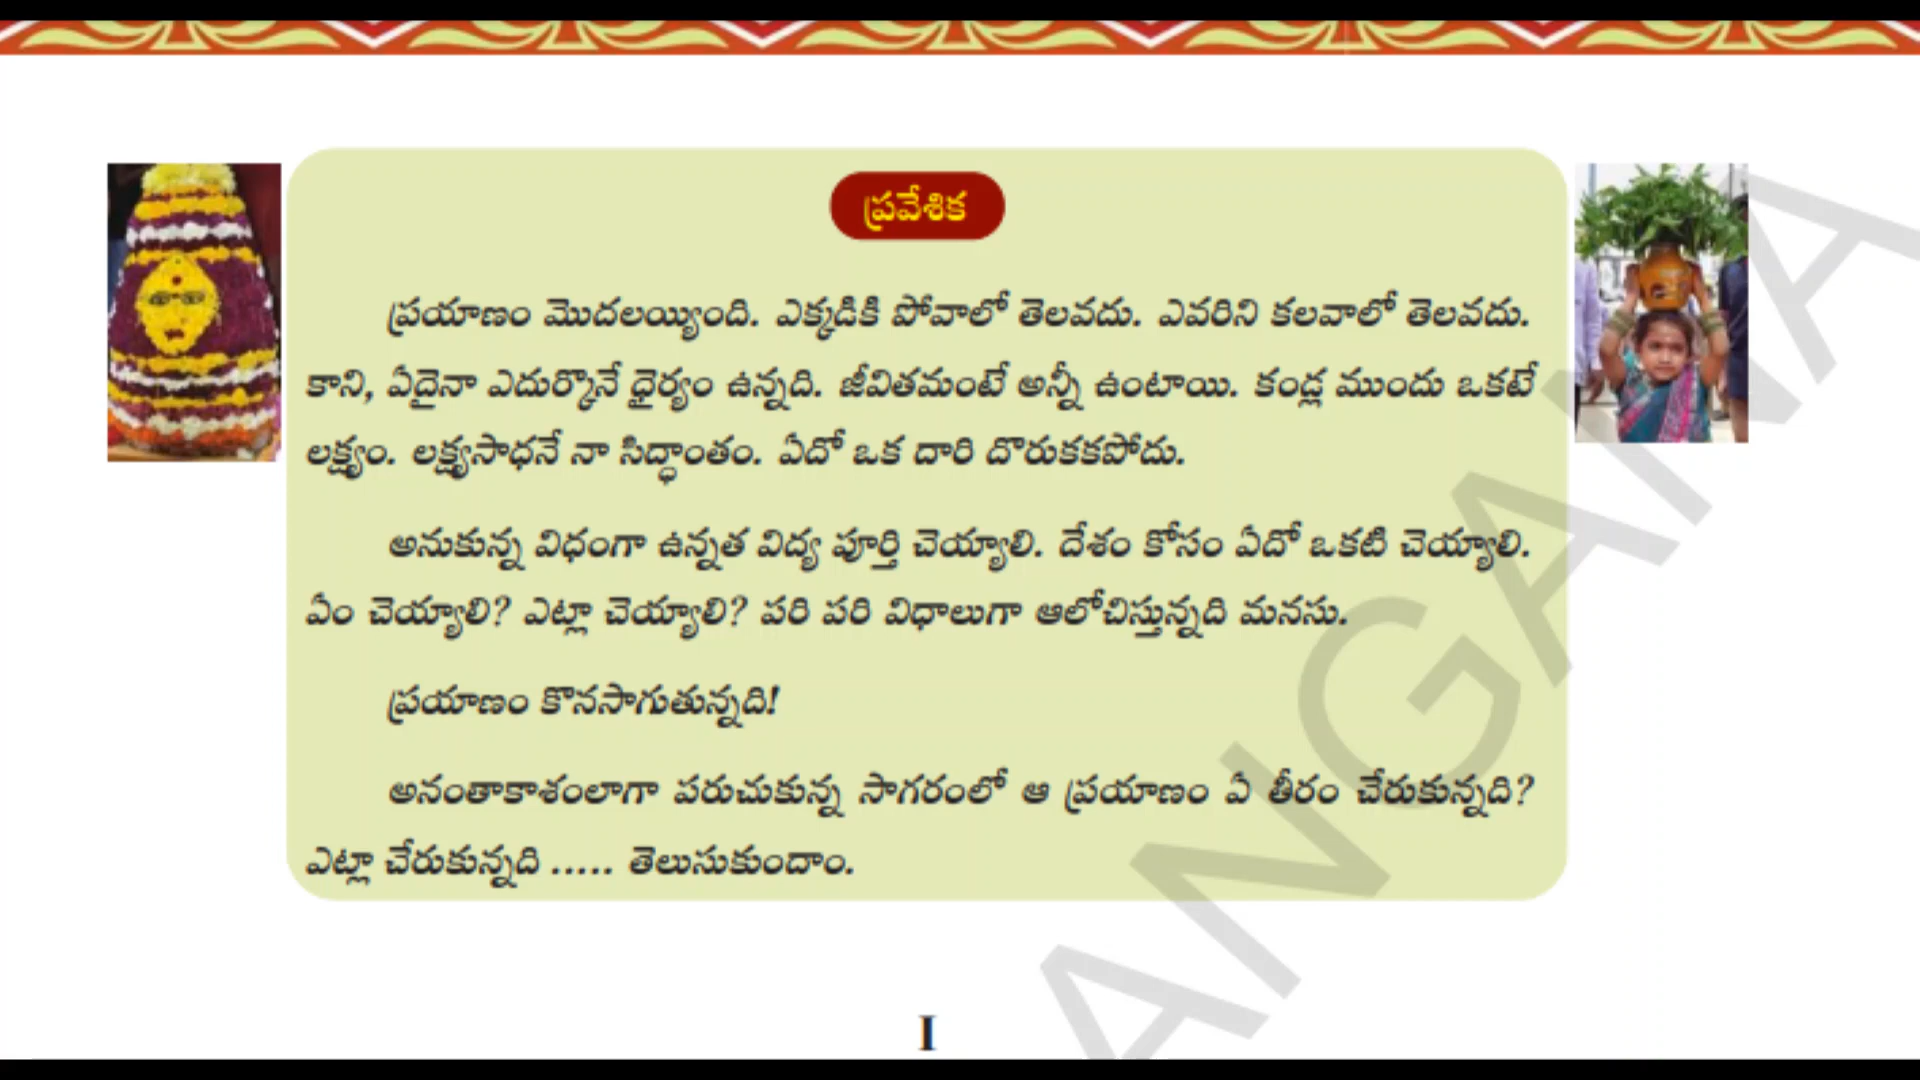 ప్రవేశిక
ప్రయాణం మొదలయ్యింది. ఎక్కడికి పోవాలో తెలవదు. ఎవరిని కలవాలో తెలవదు.
కాని, ఏదైనా ఎదుర్కొనే ధైర్యం ఉన్నది. జీవితమంటే అన్నీ ఉంటాయి. కండ్ల ముందు ఒకటే
లక్ష్యం. లక్ష్యసాధనే నా సిద్ధాంతం. ఏదో ఒక దారి దొరుకకపోదు.
అనుకున్న విధంగా ఉన్నత విద్య పూర్తి చెయ్యాలి. దేశం కోసం ఏదో ఒకటి చెయ్యాలి.
ఏం చెయ్యాలి? ఎట్లా చెయ్యాలి? పరి పరి విధాలుగా ఆలోచిస్తున్నది మనసు.
ప్రయాణం కొనసాగుతున్నది!
అనంతాకాశంలాగా పరుచుకున్న సాగరంలో ఆ ప్రయాణం ఏ తీరం చేరుకున్నది?
ఎట్లా చేరుకున్నది ..... తెలుసుకుందాం.
I
ANGANA